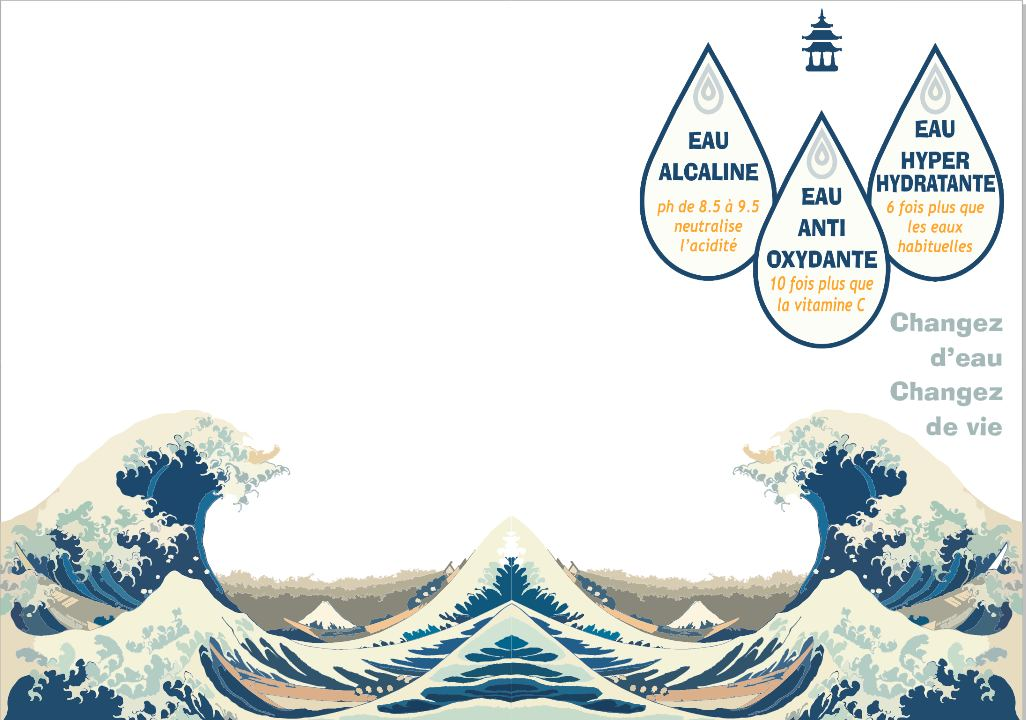 EAU
ALCALINE
ph de 8.5 à 9.5
neutralise
l'acidité
EAU
ANTI
OXYDANTE
10 fois plus que
la vitamine C
EAU
HYPER
HYDRATANTE
6 fois plus que
les eaux
habituelles
Changez
d'eau
Changez
de vie